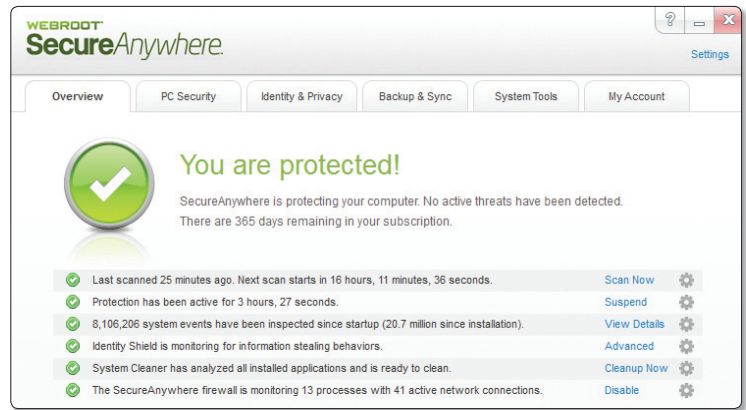 WEBROOT
SecureAnywhere.
?
Settings
Overview PC Security Identity & Privacy Backup & Sync System Tools My Account
You are protected!
SecureAnywhere is protecting your computer. No active threats have been detected.
There are 365 days remaining in your subscription.
Last scanned 25 minutes ago. Next scan starts in 16 hours, 11 minutes, 36 seconds. Scan Now
Protection has been active for 3 hours, 27 seconds. Suspend
8,106,206 system events have been inspected since startup (20.7 million since installation). View Details
Identity Shield is monitoring for information stealing behaviors. Advanced
System Cleaner has analyzed all installed applications and is ready to clean. Cleanup Now
The SecureAnywhere firewall is monitoring 13 processes with 41 active network connections. Disable